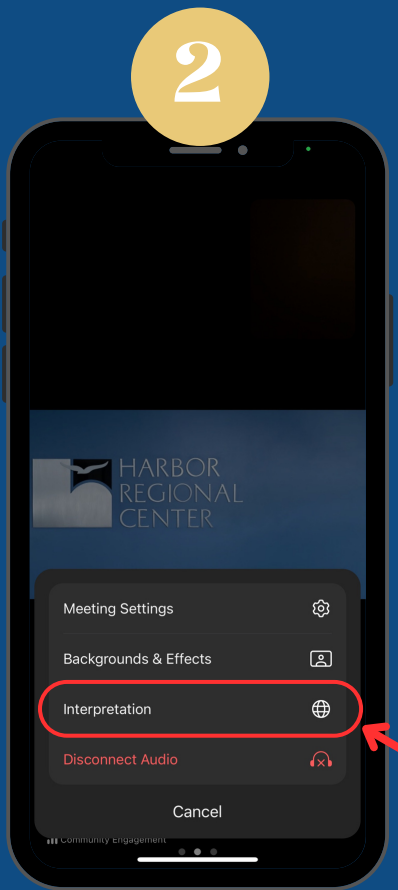 2
HARBOR
REGIONAL
CENTER
Meeting Settings
Backgrounds & Effects
Interpretation
Disconnect Audio
Cancel
Community Engagement